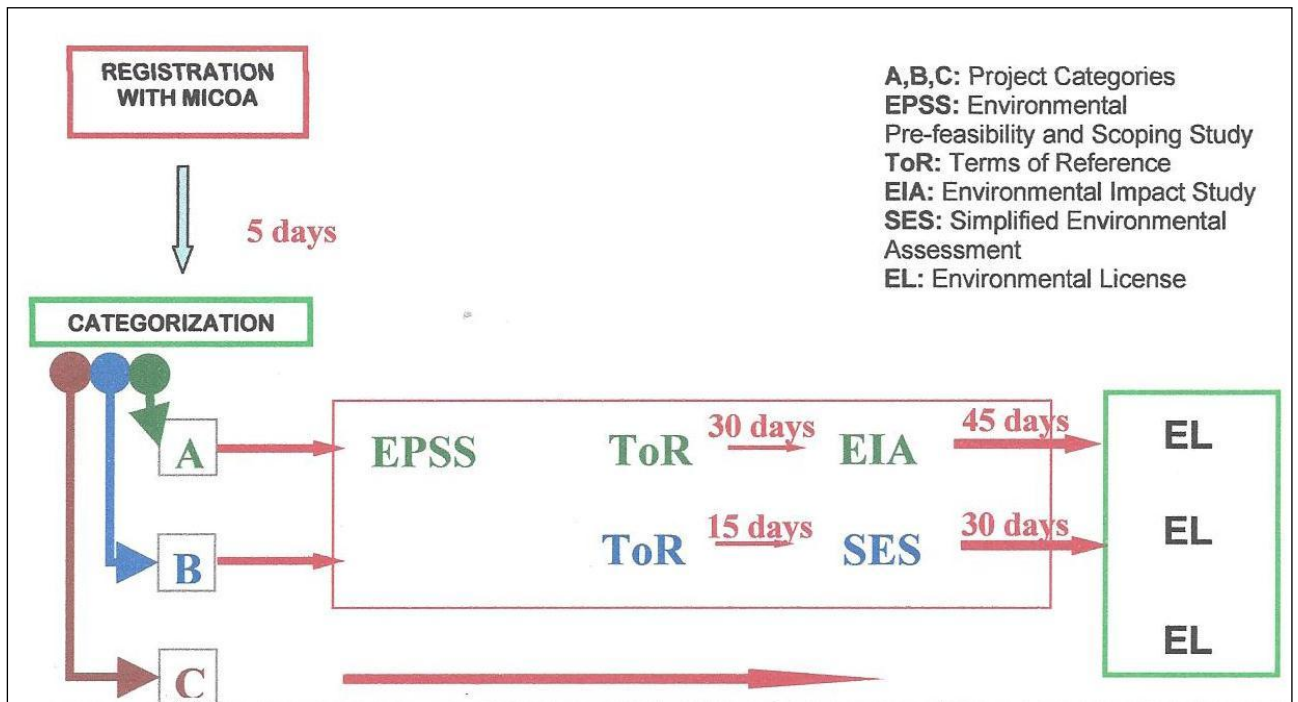 REGISTRATION
WITH MICOA
A,B,C: Project Categories
EPSS: Environmental
Pre-feasibility and Scoping Study
ToR: Terms of Reference
EIA: Environmental Impact Study
SES: Simplified Environmental
Assessment
EL: Environmental License
5 days
CATEGORIZATION
A
EPSS
ToR
30 days
EIA
45 days
EL
B
ToR
15 days
SES
30 days
EL
C
EL